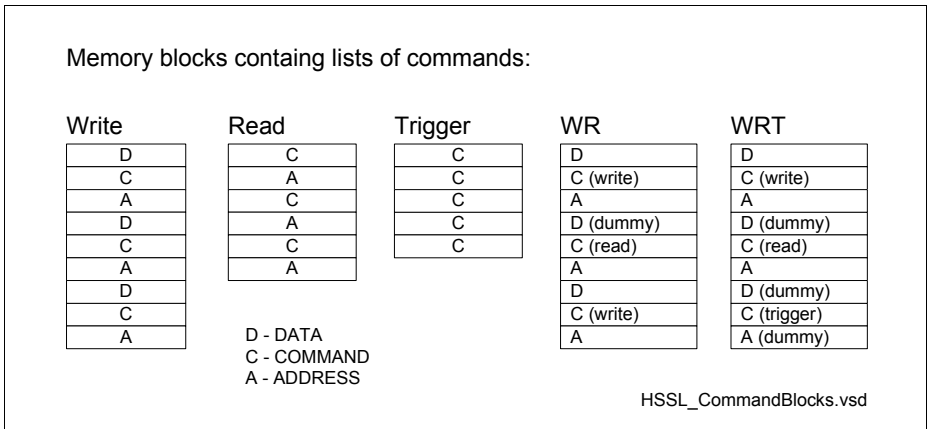 Memory blocks containg lists of commands:
Write
D
C
A
D
C
A
D
C
A
Read
C
A
C
A
C
A
Trigger
C
C
C
C
C
WR
D
C (write)
A
D (dummy)
C (read)
A
D
C (write)
A
WRT
D
C (write)
A
D (dummy)
C (read)
A
D (dummy)
C (trigger)
A (dummy)
D - DATA
C - COMMAND
A - ADDRESS
HSSL_CommandBlocks.vsd